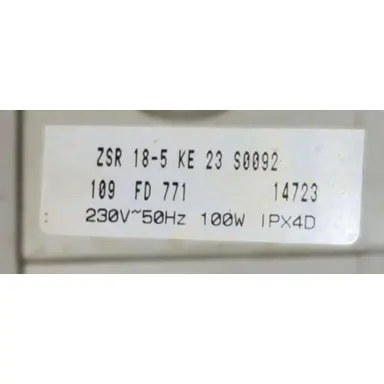 ZSR 18-5 KE 23 S0092
109 FD 771 14723
230V~50Hz 100W IPX4D